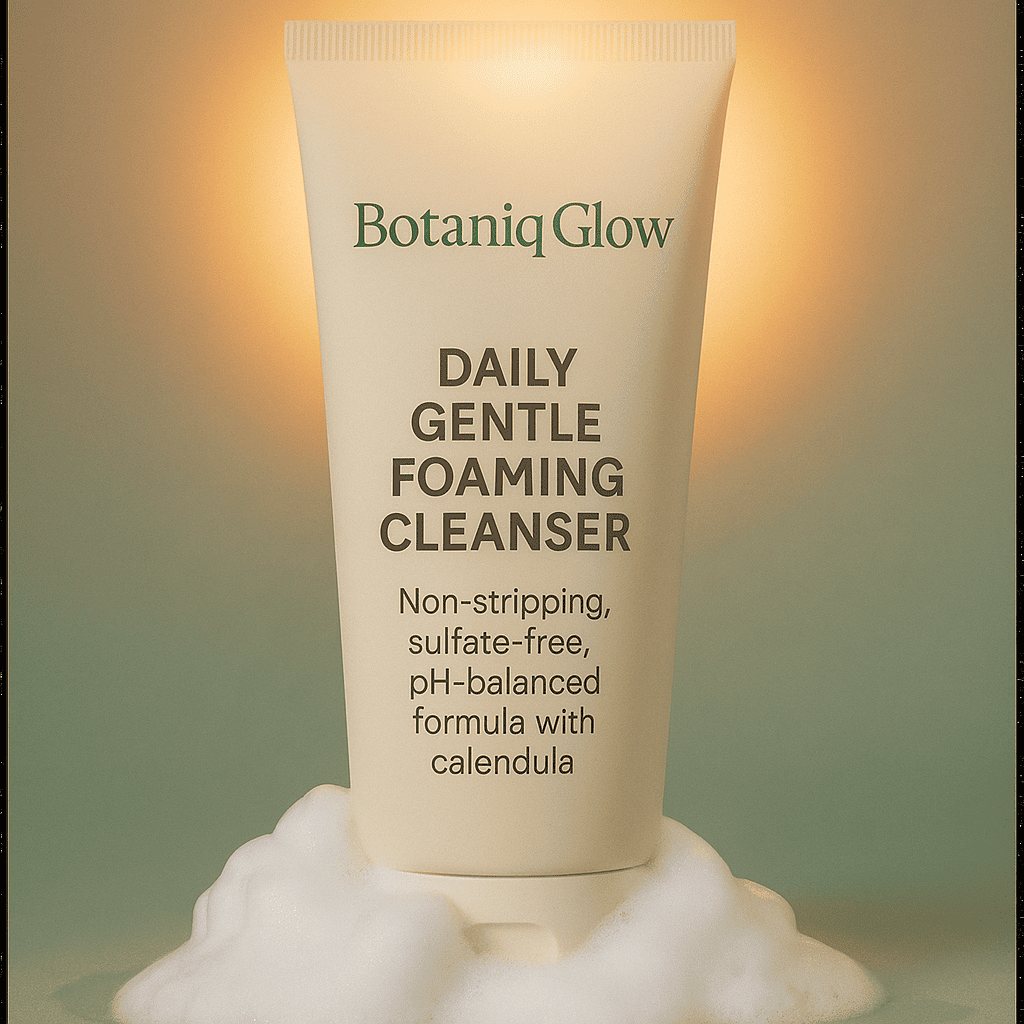 Botaniq Glow
DAILY
GENTLE
FOAMING
CLEANSER
Non-stripping,
sulfate-free,
pH-balanced
formula with
calendula